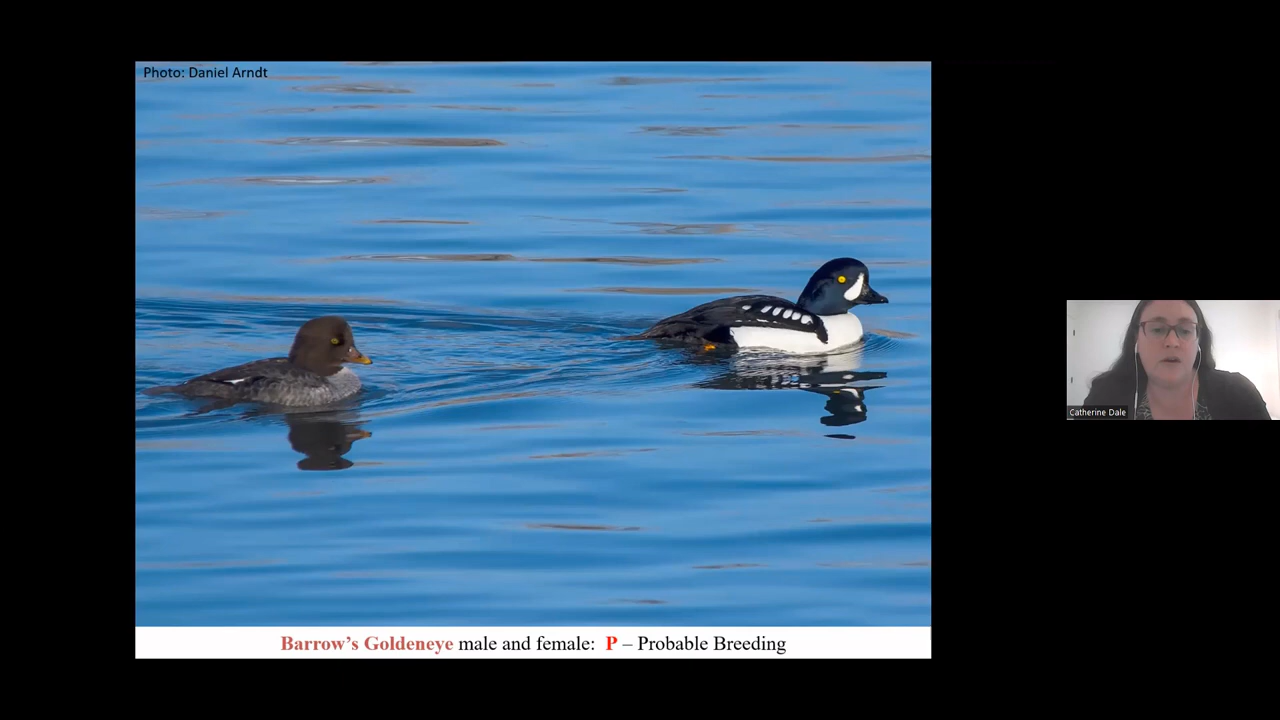 Photo: Daniel Arndt
Catherine Dale
Barrow’s Goldeneye male and female:  P – Probable Breeding